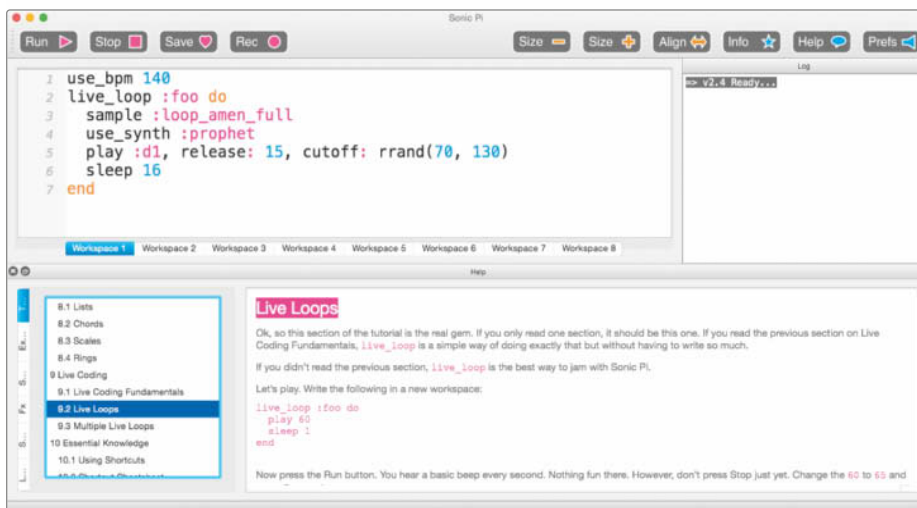 Sonic Pi
Run Stop Save Rec Size Size Align Info Help Prefs
1 use_bpm 140
2 live_loop :foo do
3 sample :loop_amen_full
4 use_synth :prophet
5 play :d1, release: 15, cutoff: rrand(70, 130)
6 sleep 16
7 end
Log
=> v2.4 Ready...
Workspace 1 Workspace 2 Workspace 3 Workspace 4 Workspace 5 Workspace 6 Workspace 7 Workspace 8
Help
T...
Ex...
S...
Fx
S...
L...
8.1 Lists
8.2 Chords
8.3 Scales
8.4 Rings
9 Live Coding
9.1 Live Coding Fundamentals
9.2 Live Loops
9.3 Multiple Live Loops
10 Essential Knowledge
10.1 Using Shortcuts
Live Loops
Ok, so this section of the tutorial is the real gem. If you only read one section, it should be this one. If you read the previous section on Live
Coding Fundamentals, live_loop is a simple way of doing exactly that but without having to write so much.
If you didn't read the previous section, live_loop is the best way to jam with Sonic Pi.
Let's play. Write the following in a new workspace:
live_loop :foo do
play 60
sleep 1
end
Now press the Run button. You hear a basic beep every second. Nothing fun there. However, don't press Stop just yet. Change the 60 to 65 and